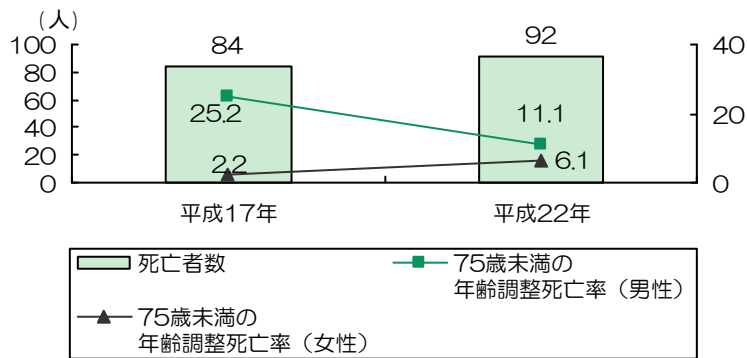 (人)
84 92
100 40
80
60 25.2 11.1 20
40
20 2.2 6.1
0 0
平成17年 平成22年
死亡者数 75歳未満の
年齢調整死亡率（男性）
75歳未満の
年齢調整死亡率（女性）